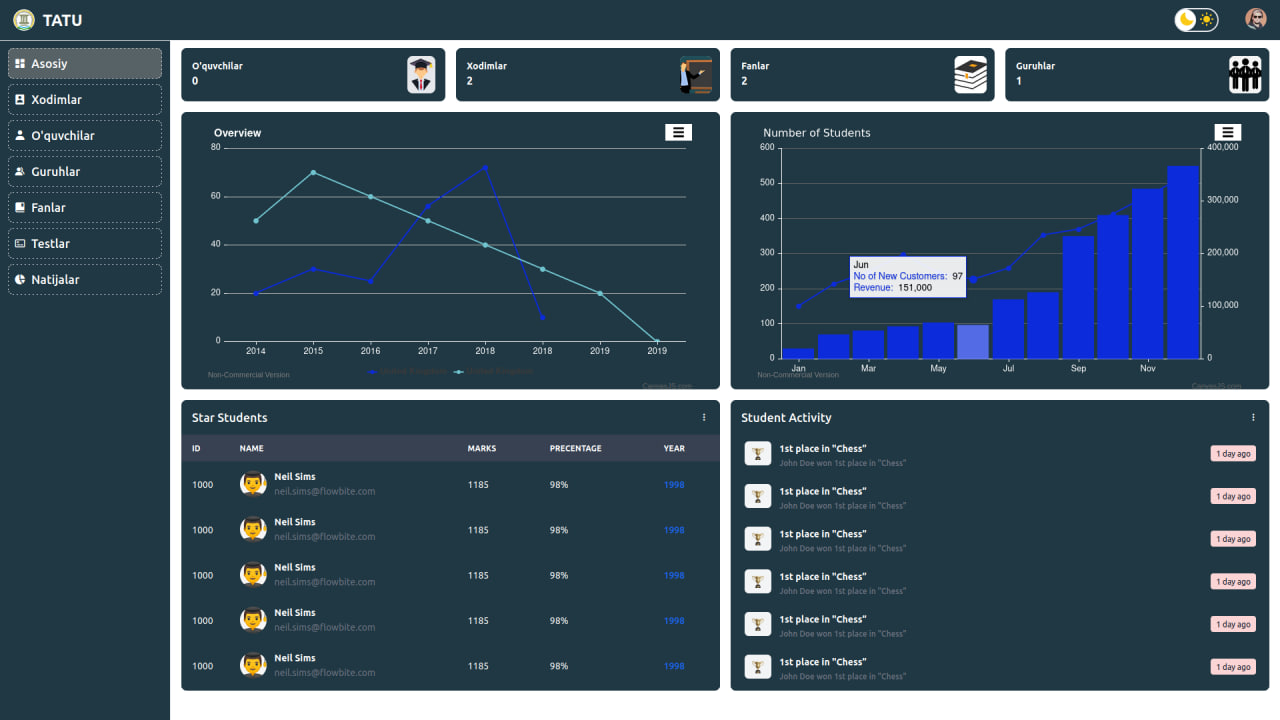 TATU
Asosiy
Xodimlar
O'quvchilar
Guruhlar
Fanlar
Testlar
Natijalar
O'quvchilar
0
Xodimlar
2
Fanlar
2
Guruhlar
1
Overview
80
60
40
20
0
2014 2015 2016 2017 2018 2018 2019 2019
Non-Commercial Version
CanvasJS.com
Number of Students
600 400,000
500
400 300,000
300
200 200,000
100 100,000
0 0
Jun
No of New Customers: 97
Revenue: 151,000
Jan Mar May Jul Sep Nov
Non-Commercial Version
CanvasJS.com
Star Students
ID NAME MARKS PRECENTAGE YEAR
1000 Neil Sims 1185 98% 1998
neil.sims@flowbite.com
1000 Neil Sims 1185 98% 1998
neil.sims@flowbite.com
1000 Neil Sims 1185 98% 1998
neil.sims@flowbite.com
1000 Neil Sims 1185 98% 1998
neil.sims@flowbite.com
1000 Neil Sims 1185 98% 1998
neil.sims@flowbite.com
Student Activity
1st place in "Chess”
John Doe won 1st place in "Chess"
1 day ago
1st place in "Chess”
John Doe won 1st place in "Chess"
1 day ago
1st place in "Chess”
John Doe won 1st place in "Chess"
1 day ago
1st place in "Chess”
John Doe won 1st place in "Chess"
1 day ago
1st place in "Chess”
John Doe won 1st place in "Chess"
1 day ago
1st place in "Chess”
John Doe won 1st place in "Chess"
1 day ago